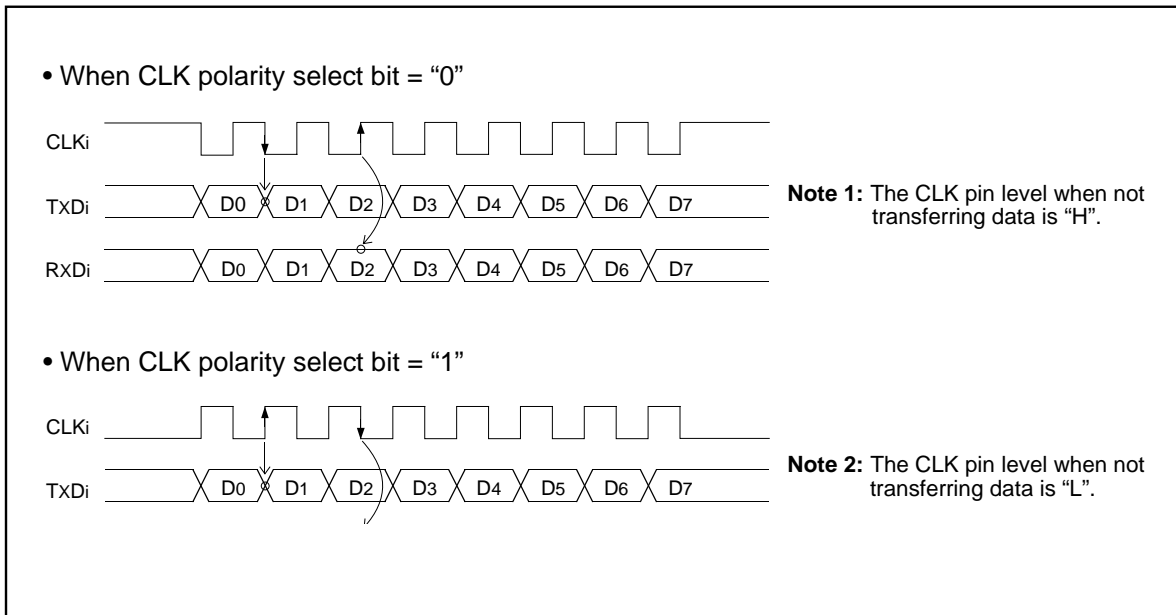 • When CLK polarity select bit = “0”
CLKi
TXDi D0 D1 D2 D3 D4 D5 D6 D7
RXDi D0 D1 D2 D3 D4 D5 D6 D7
Note 1: The CLK pin level when not
transferring data is “H”.
• When CLK polarity select bit = “1”
CLKi
TXDi D0 D1 D2 D3 D4 D5 D6 D7
Note 2: The CLK pin level when not
transferring data is “L”.